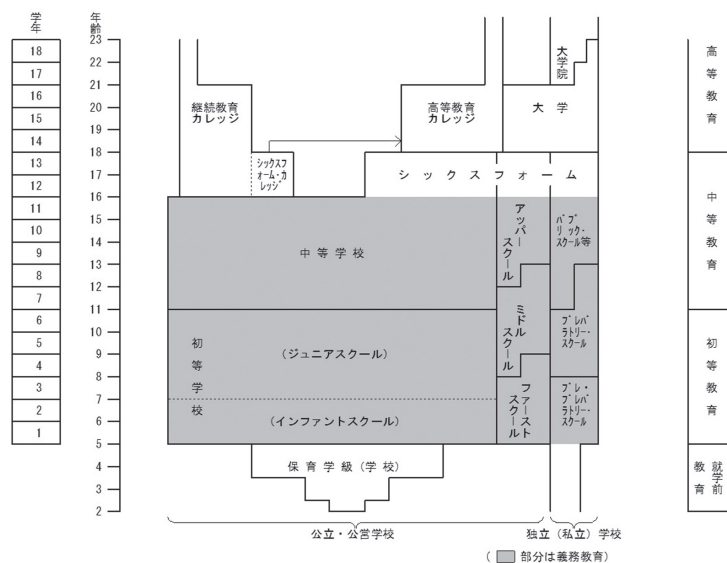 学年
年齢
18
17
16
15
14
13
12
11
10
9
8
7
6
5
4
3
2
1
23
22
21
20
19
18
17
16
15
14
13
12
11
10
9
8
7
6
5
4
3
2
継続教育
カレッジ
高等教育
カレッジ
大学院
大学
シックスフ
ォーム・カ
レッジ
シックスフォーム
中等学校
アッパー
スクール
パブ
リック・
スクール等
初等学校
(ジュニアスクール)
(インファントスクール)
ミドル
スクール
プレパ
ラトリー・
スクール
ファースト
スクール
プレ・
プレパ
ラトリー・
スクール
保育学級(学校)
高等教育
中等教育
初等教育
就学前
教育
公立・公営学校
独立(私立)学校
(部分は義務教育)